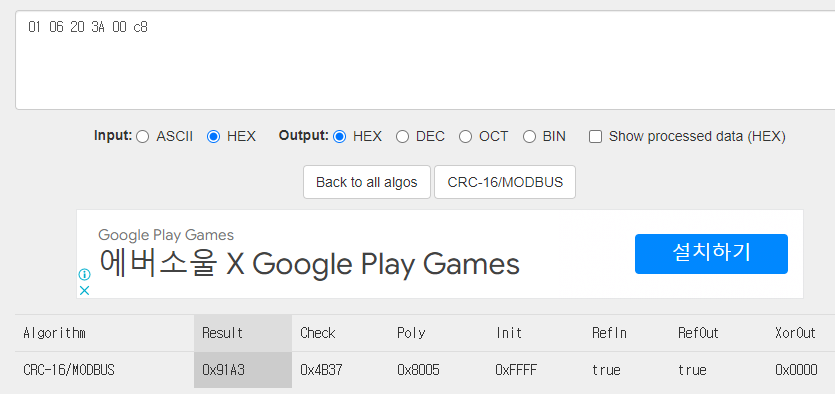 01 06 20 3A 00 c8
Input: ASCII HEX Output: HEX DEC OCT BIN Show processed data (HEX)
Back to all algos CRC-16/MODBUS
Google Play Games
에버소울 X Google Play Games
설치하기
Algorithm Result Check Poly Init RefIn RefOut XorOut
CRC-16/MODBUS 0x91A3 0x4B37 0x8005 0xFFFF true true 0x0000